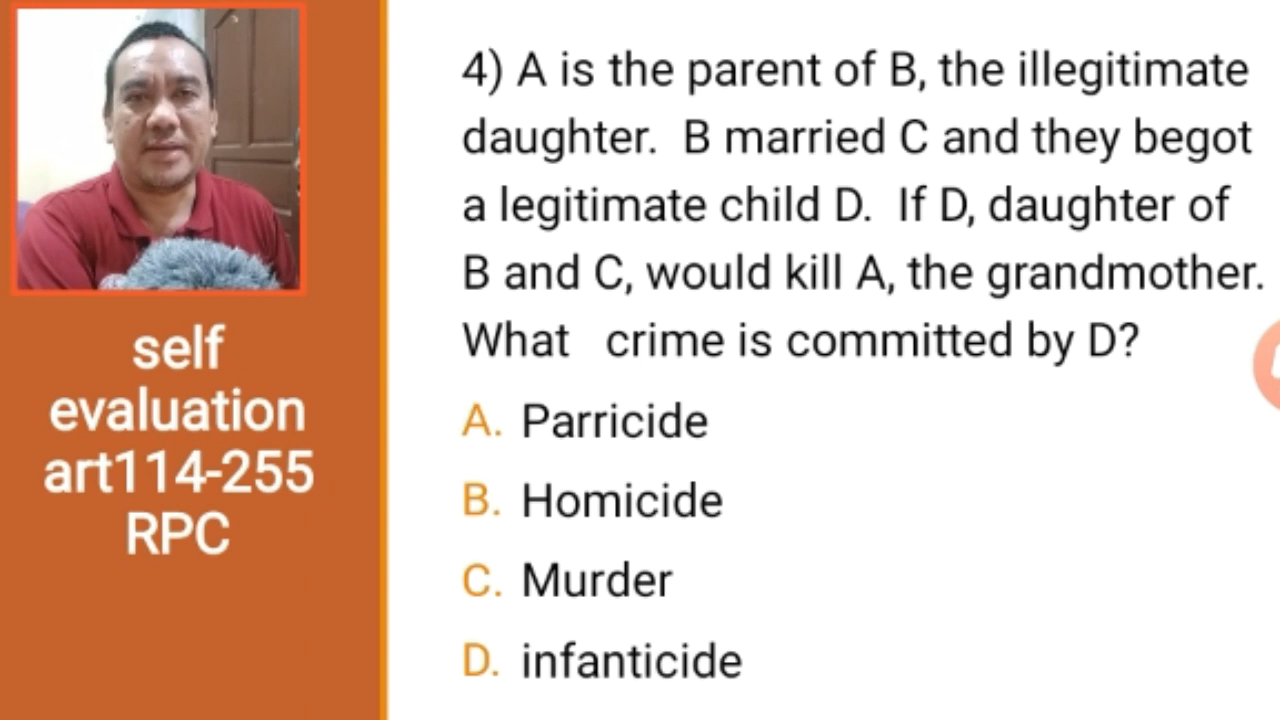 self
evaluation
art114-255
RPC
4) A is the parent of B, the illegitimate
daughter. B married C and they begot
a legitimate child D. If D, daughter of
B and C, would kill A, the grandmother.
What crime is committed by D?
A. Parricide
B. Homicide
C. Murder
D. infanticide